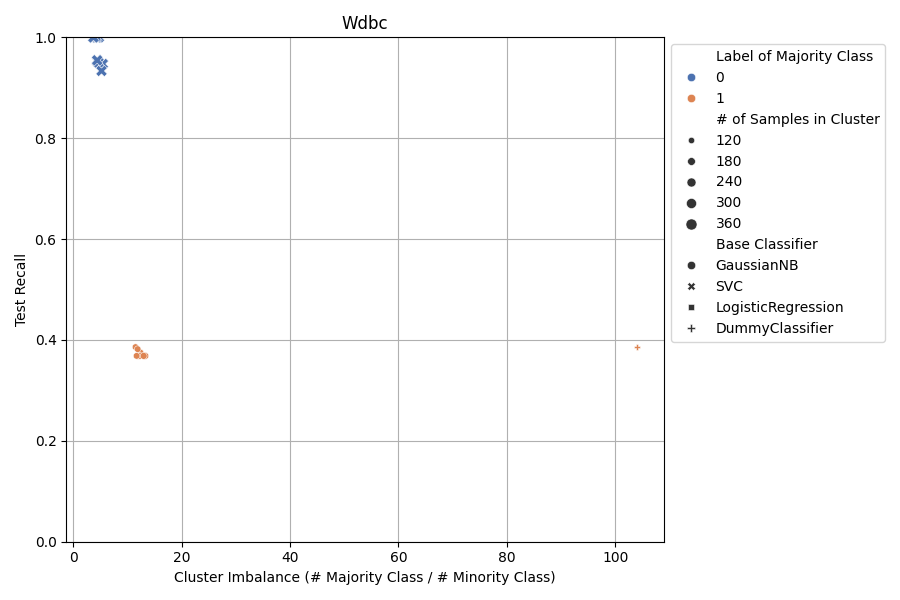 Wdbc
1.0
0.8
0.6
0.4
0.2
0.0
Test Recall
0
20
40
60
80
100
Cluster Imbalance (# Majority Class / # Minority Class)
Label of Majority Class
0
1
# of Samples in Cluster
120
180
240
300
360
Base Classifier
GaussianNB
SVC
LogisticRegression
DummyClassifier